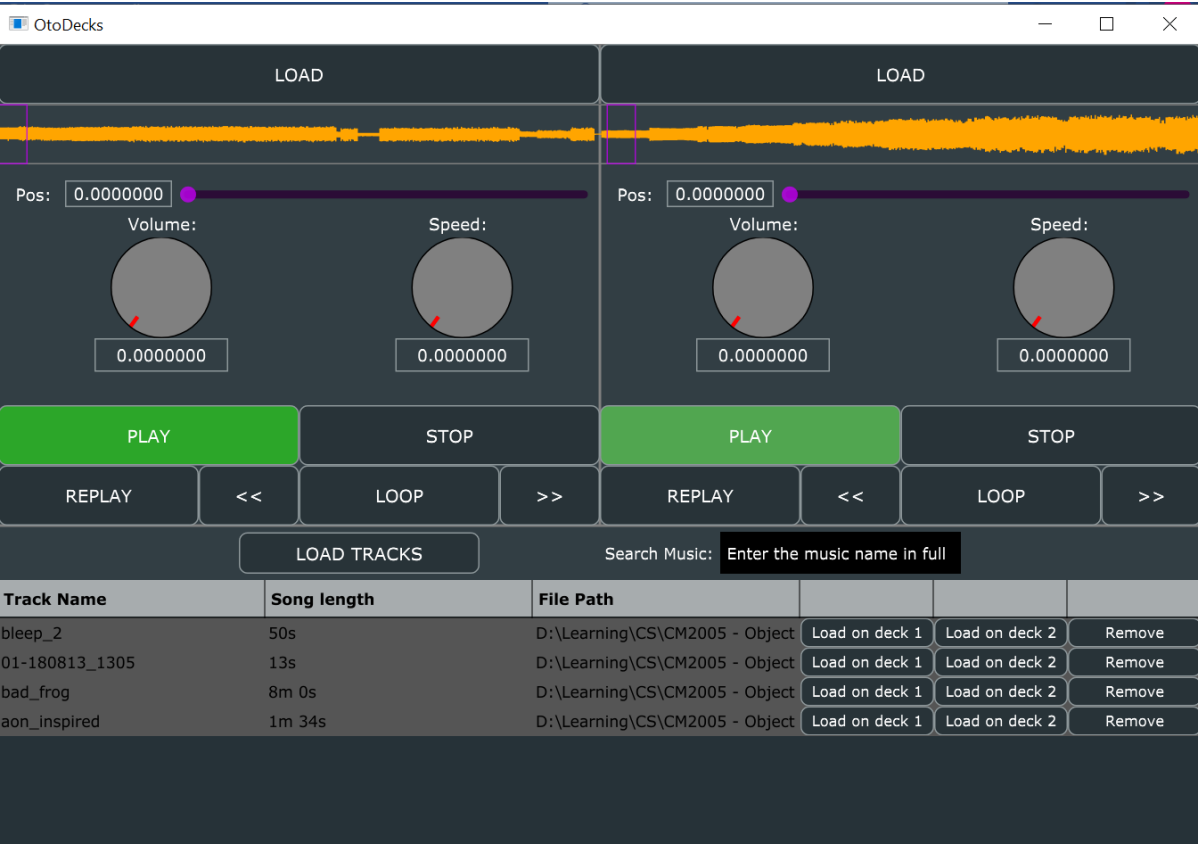 OtoDecks
LOAD LOAD
Pos: 0.0000000 Pos: 0.0000000
Volume: Speed: Volume: Speed:
0.0000000 0.0000000 0.0000000 0.0000000
PLAY STOP PLAY STOP
REPLAY << LOOP >> REPLAY << LOOP >>
LOAD TRACKS Search Music: Enter the music name in full
Track Name Song length File Path
bleep_2 50s D:\Learning\CS\CM2005 - Object Load on deck 1 Load on deck 2 Remove
01-180813_1305 13s D:\Learning\CS\CM2005 - Object Load on deck 1 Load on deck 2 Remove
bad_frog 8m 0s D:\Learning\CS\CM2005 - Object Load on deck 1 Load on deck 2 Remove
aon_inspired 1m 34s D:\Learning\CS\CM2005 - Object Load on deck 1 Load on deck 2 Remove